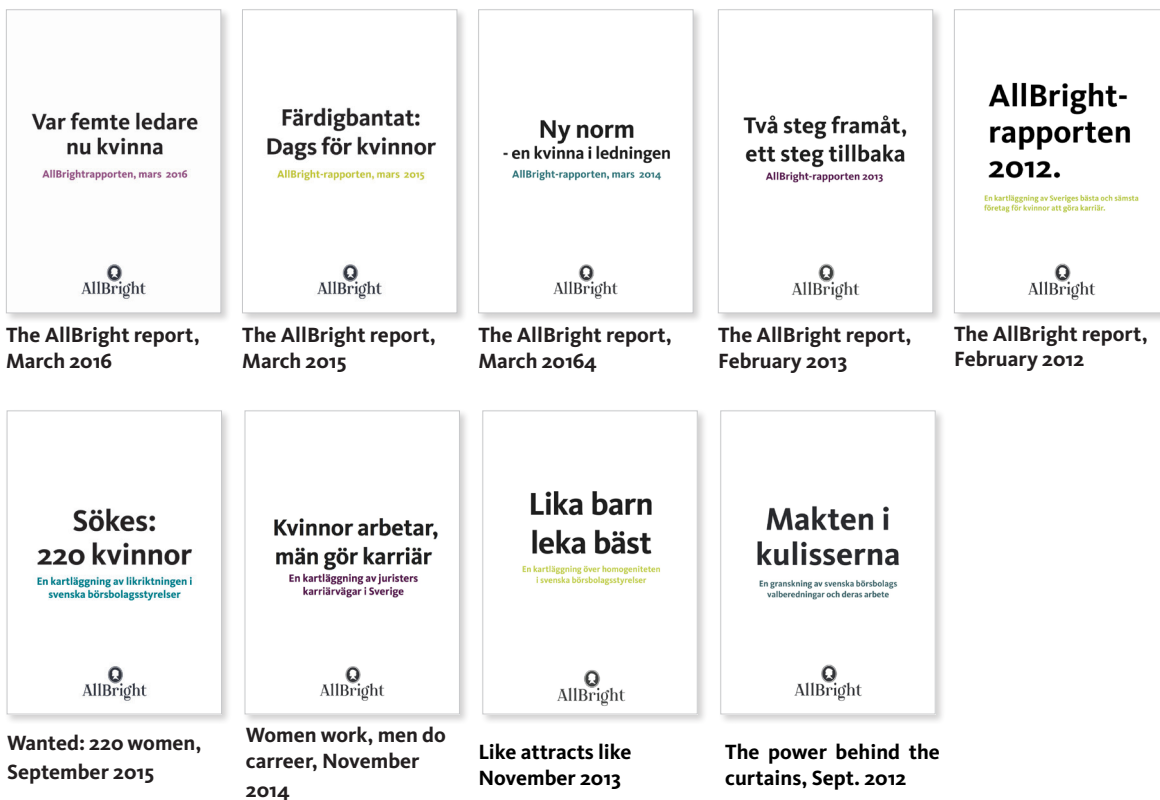 Var femte ledare
nu kvinna
AllBrightrapporten, mars 2016
AllBright
The AllBright report,
March 2016
Färdigbantat:
Dags för kvinnor
AllBright-rapporten, mars 2015
AllBright
The AllBright report,
March 2015
Ny norm
- en kvinna i ledningen
AllBright-rapporten, mars 2014
AllBright
The AllBright report,
March 20164
Två steg framåt,
ett steg tillbaka
AllBright-rapporten 2013
AllBright
The AllBright report,
February 2013
AllBright-
rapporten
2012.
En kartläggning av Sveriges bästa och sämsta
företag för kvinnor att göra karriär.
AllBright
The AllBright report,
February 2012
Sökes:
220 kvinnor
En kartläggning av likriktningen i
svenska börsbolagsstyrelser
AllBright
Wanted: 220 women,
September 2015
Kvinnor arbetar,
män gör karriär
En kartläggning av juristers
karriärvägar i Sverige
AllBright
Women work, men do
carreer, November
2014
Lika barn
leka bäst
En kartläggning över homogeniteten
i svenska börsbolagsstyrelser
AllBright
Like attracts like
November 2013
Makten i
kulisserna
En granskning av svenska börsbolags
valberedningar och deras arbete
AllBright
The power behind the
curtains, Sept. 2012